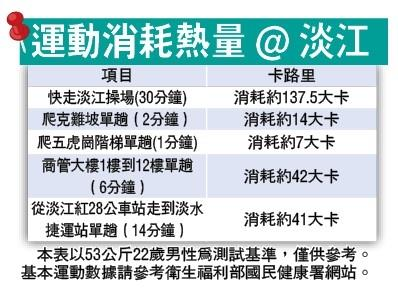 運動消耗熱量 @ 淡江
項目 卡路里
快走淡江操場(30分鐘) 消耗約137.5大卡
爬克難坡單趟（2分鐘） 消耗約14大卡
爬五虎崗階梯單趟(1分鐘) 消耗約7大卡
商管大樓1樓到12樓單趟
（6分鐘） 消耗約42大卡
從淡江紅28公車站走到淡水
捷運站單趟（14分鐘） 消耗約41大卡
本表以53公斤22歲男性為測試基準，僅供參考。
基本運動數據請參考衛生福利部國民健康署網站。